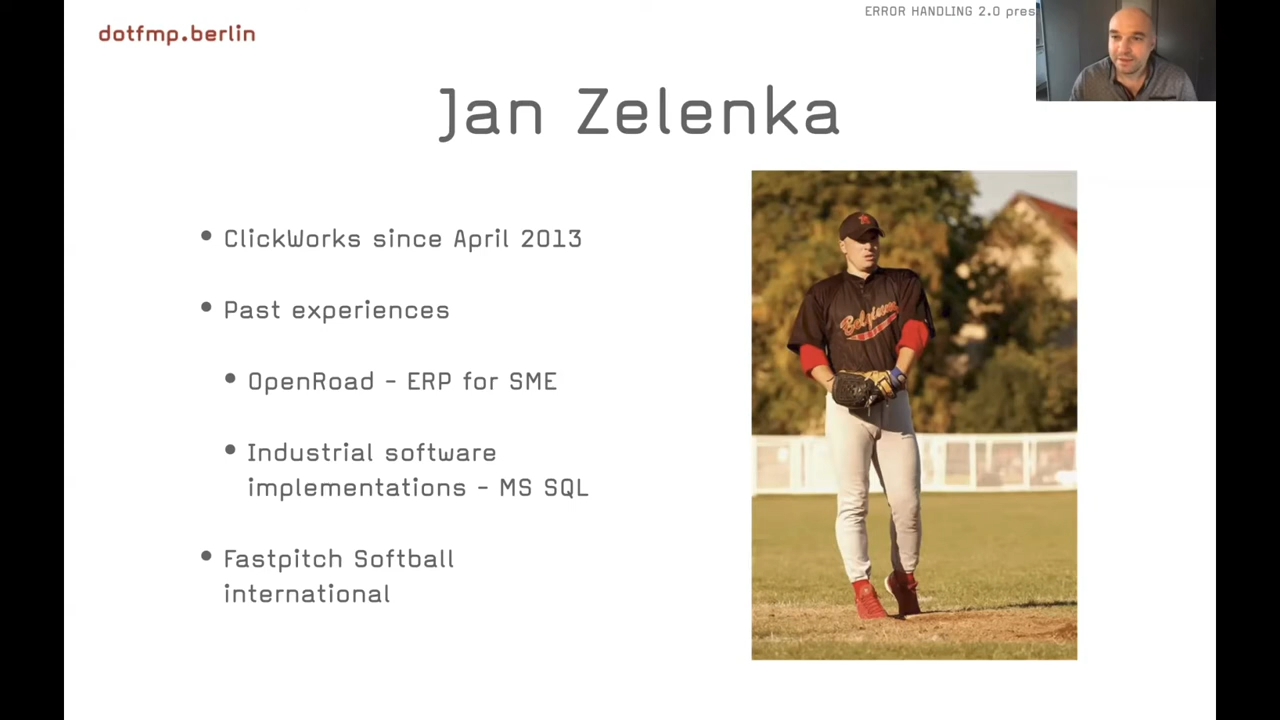 dotfmp.berlin
ERROR HANDLING 2.0 pres
Jan Zelenka
• ClickWorks since April 2013
• Past experiences
• OpenRoad - ERP for SME
• Industrial software
implementations - MS SQL
• Fastpitch Softball
international
Belgium